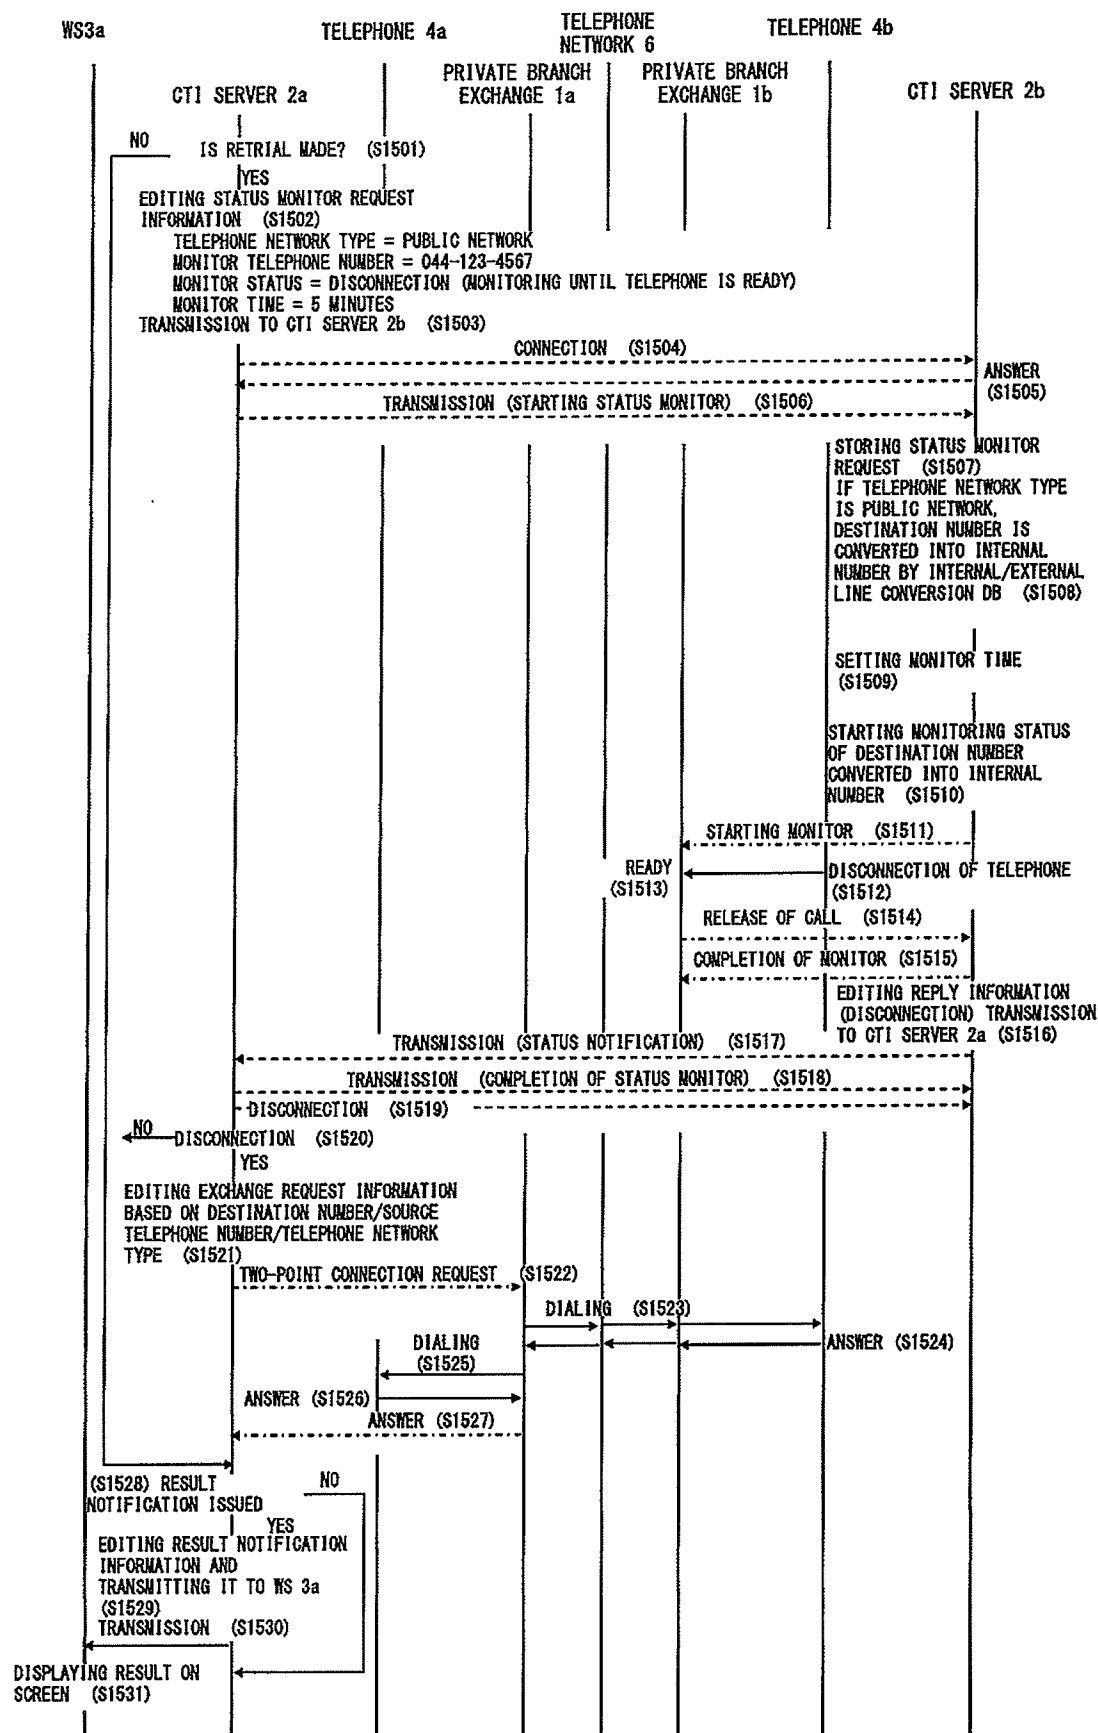 WS3a
TELEPHONE 4a
TELEPHONE
NETWORK 6
TELEPHONE 4b
CTI SERVER 2a
PRIVATE BRANCH
EXCHANGE 1a
PRIVATE BRANCH
EXCHANGE 1b
CTI SERVER 2b
NO
IS RETRIAL MADE? (S1501)
YES
EDITING STATUS MONITOR REQUEST
INFORMATION (S1502)
TELEPHONE NETWORK TYPE = PUBLIC NETWORK
MONITOR TELEPHONE NUMBER = 044-123-4567
MONITOR STATUS = DISCONNECTION (MONITORING UNTIL TELEPHONE IS READY)
MONITOR TIME = 5 MINUTES
TRANSMISSION TO CTI SERVER 2b (S1503)
CONNECTION (S1504)
ANSWER
(S1505)
TRANSMISSION (STARTING STATUS MONITOR) (S1506)
STORING STATUS MONITOR
REQUEST (S1507)
IF TELEPHONE NETWORK TYPE
IS PUBLIC NETWORK,
DESTINATION NUMBER IS
CONVERTED INTO INTERNAL
NUMBER BY INTERNAL/EXTERNAL
LINE CONVERSION DB (S1508)
SETTING MONITOR TIME
(S1509)
STARTING MONITORING STATUS
OF DESTINATION NUMBER
CONVERTED INTO INTERNAL
NUMBER (S1510)
STARTING MONITOR (S1511)
READY
(S1513)
DISCONNECTION OF TELEPHONE
(S1512)
RELEASE OF CALL (S1514)
COMPLETION OF MONITOR (S1515)
EDITING REPLY INFORMATION
(DISCONNECTION) TRANSMISSION
TO CTI SERVER 2a (S1516)
TRANSMISSION (STATUS NOTIFICATION) (S1517)
TRANSMISSION (COMPLETION OF STATUS MONITOR) (S1518)
DISCONNECTION (S1519)
NO
DISCONNECTION (S1520)
YES
EDITING EXCHANGE REQUEST INFORMATION
BASED ON DESTINATION NUMBER/SOURCE
TELEPHONE NUMBER/TELEPHONE NETWORK
TYPE (S1521)
TWO-POINT CONNECTION REQUEST (S1522)
DIALING (S1523)
ANSWER (S1524)
DIALING
(S1525)
ANSWER (S1526)
ANSWER (S1527)
(S1528) RESULT
NOTIFICATION ISSUED
NO
YES
EDITING RESULT NOTIFICATION
INFORMATION AND
TRANSMITTING IT TO WS 3a
(S1529)
TRANSMISSION (S1530)
DISPLAYING RESULT ON
SCREEN (S1531)